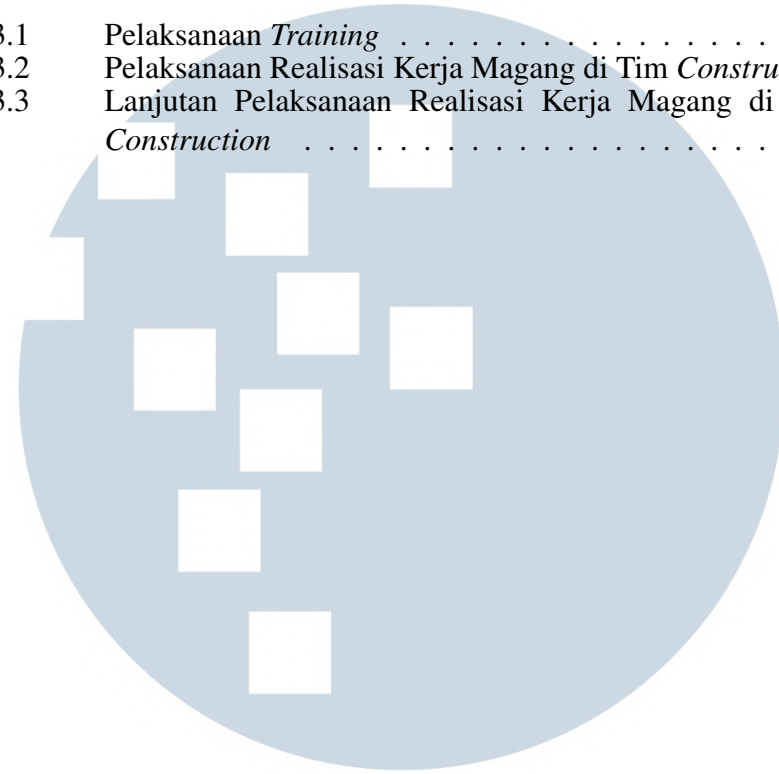 3.1 Pelaksanaan Training . . . . . . . . . . . . . . . .
3.2 Pelaksanaan Realisasi Kerja Magang di Tim
3.3 Lanjutan Pelaksanaan Realisasi Kerja Magang di
Construction . . . . . . . . . . . . . . . . . . .